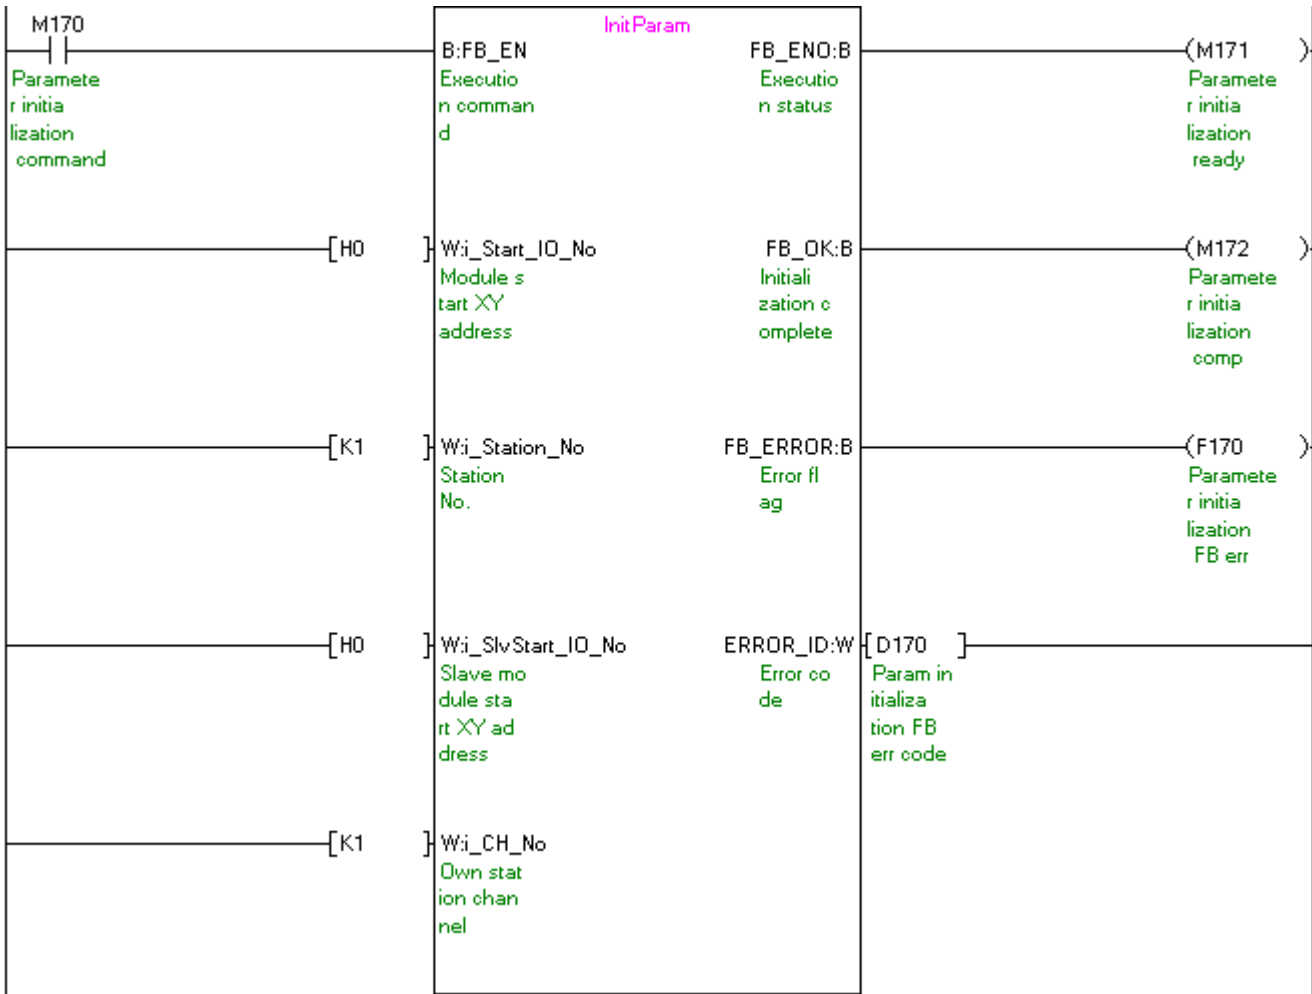 InitParam
M170
B:FB_EN
FB_ENO:B
M171
Paramete
r initia
lization
command
Executio
n comman
d
Executio
n status
Paramete
r initia
lization
ready
H0
W:i_Start_IO_No
FB_OK:B
M172
Module s
tart XY
address
Initiali
zation c
omplete
Paramete
r initia
lization
comp
K1
W:i_Station_No
FB_ERROR:B
F170
Station
No.
Error fl
ag
Paramete
r initia
lization
FB err
H0
W:i_SlvStart_IO_No
ERROR_ID:W
D170
Slave mo
dule sta
rt XY ad
dress
Error co
de
Param in
itializa
tion FB
err code
K1
W:i_CH_No
Own stat
ion chan
nel